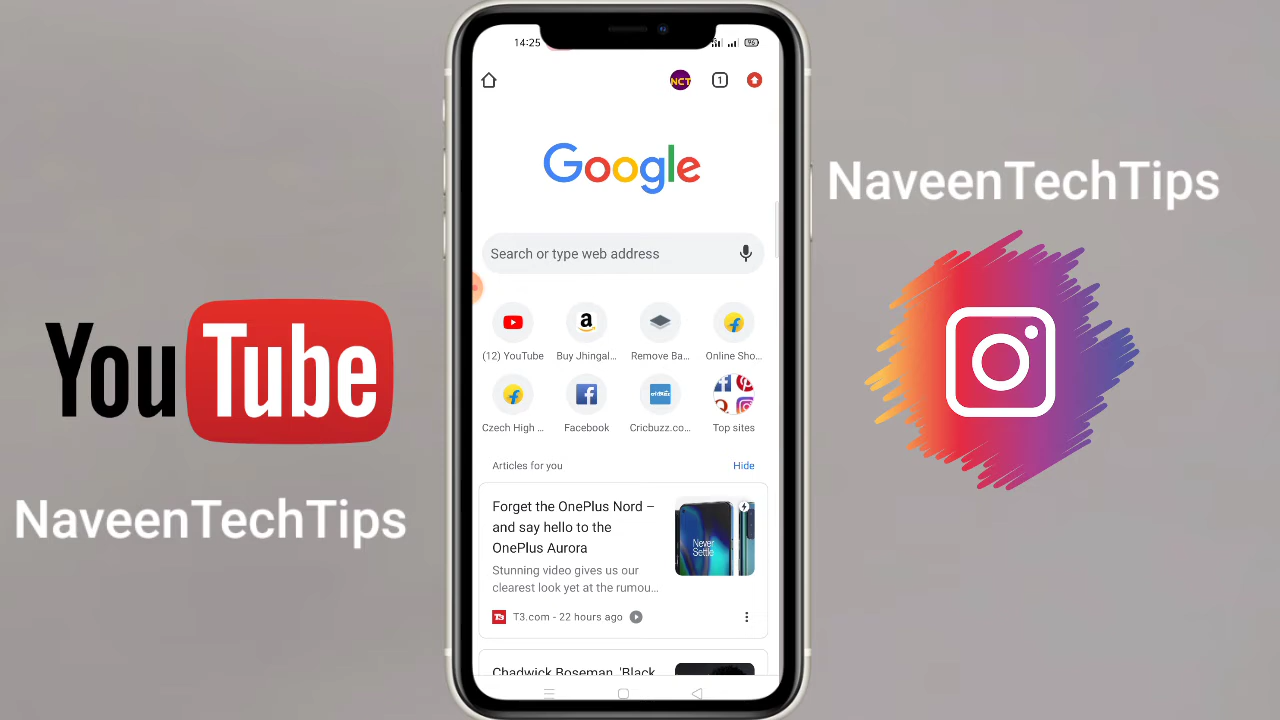 14:25
96
NCT
1
Google
Search or type web address
(12) YouTube
Buy Jhingal...
Remove Ba...
Online Sho...
Czech High ...
Facebook
Cricbuzz.co...
Top sites
Articles for you
Hide
Forget the OnePlus Nord –
and say hello to the
OnePlus Aurora
Never
Settle
Stunning video gives us our
clearest look yet at the rumou...
T3
T3.com - 22 hours ago
Chadwick Boseman, 'Black
YouTube
NaveenTechTips
NaveenTechTips